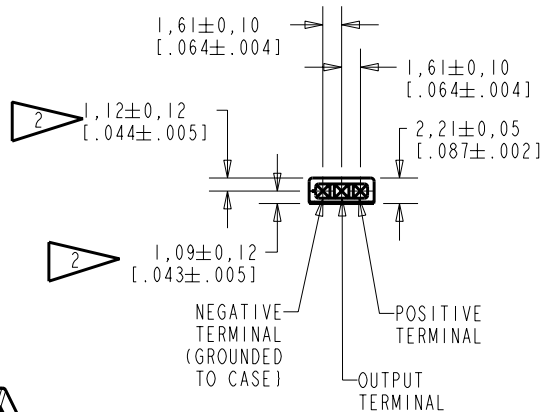 1,61±0,10
[.064±.004]
1,61±0,10
[.064±.004]
2
1,12±0,12
[.044±.005]
2,21±0,05
[.087±.002]
2
1,09±0,12
[.043±.005]
NEGATIVE
TERMINAL
(GROUNDED
TO CASE)
POSITIVE
TERMINAL
OUTPUT
TERMINAL